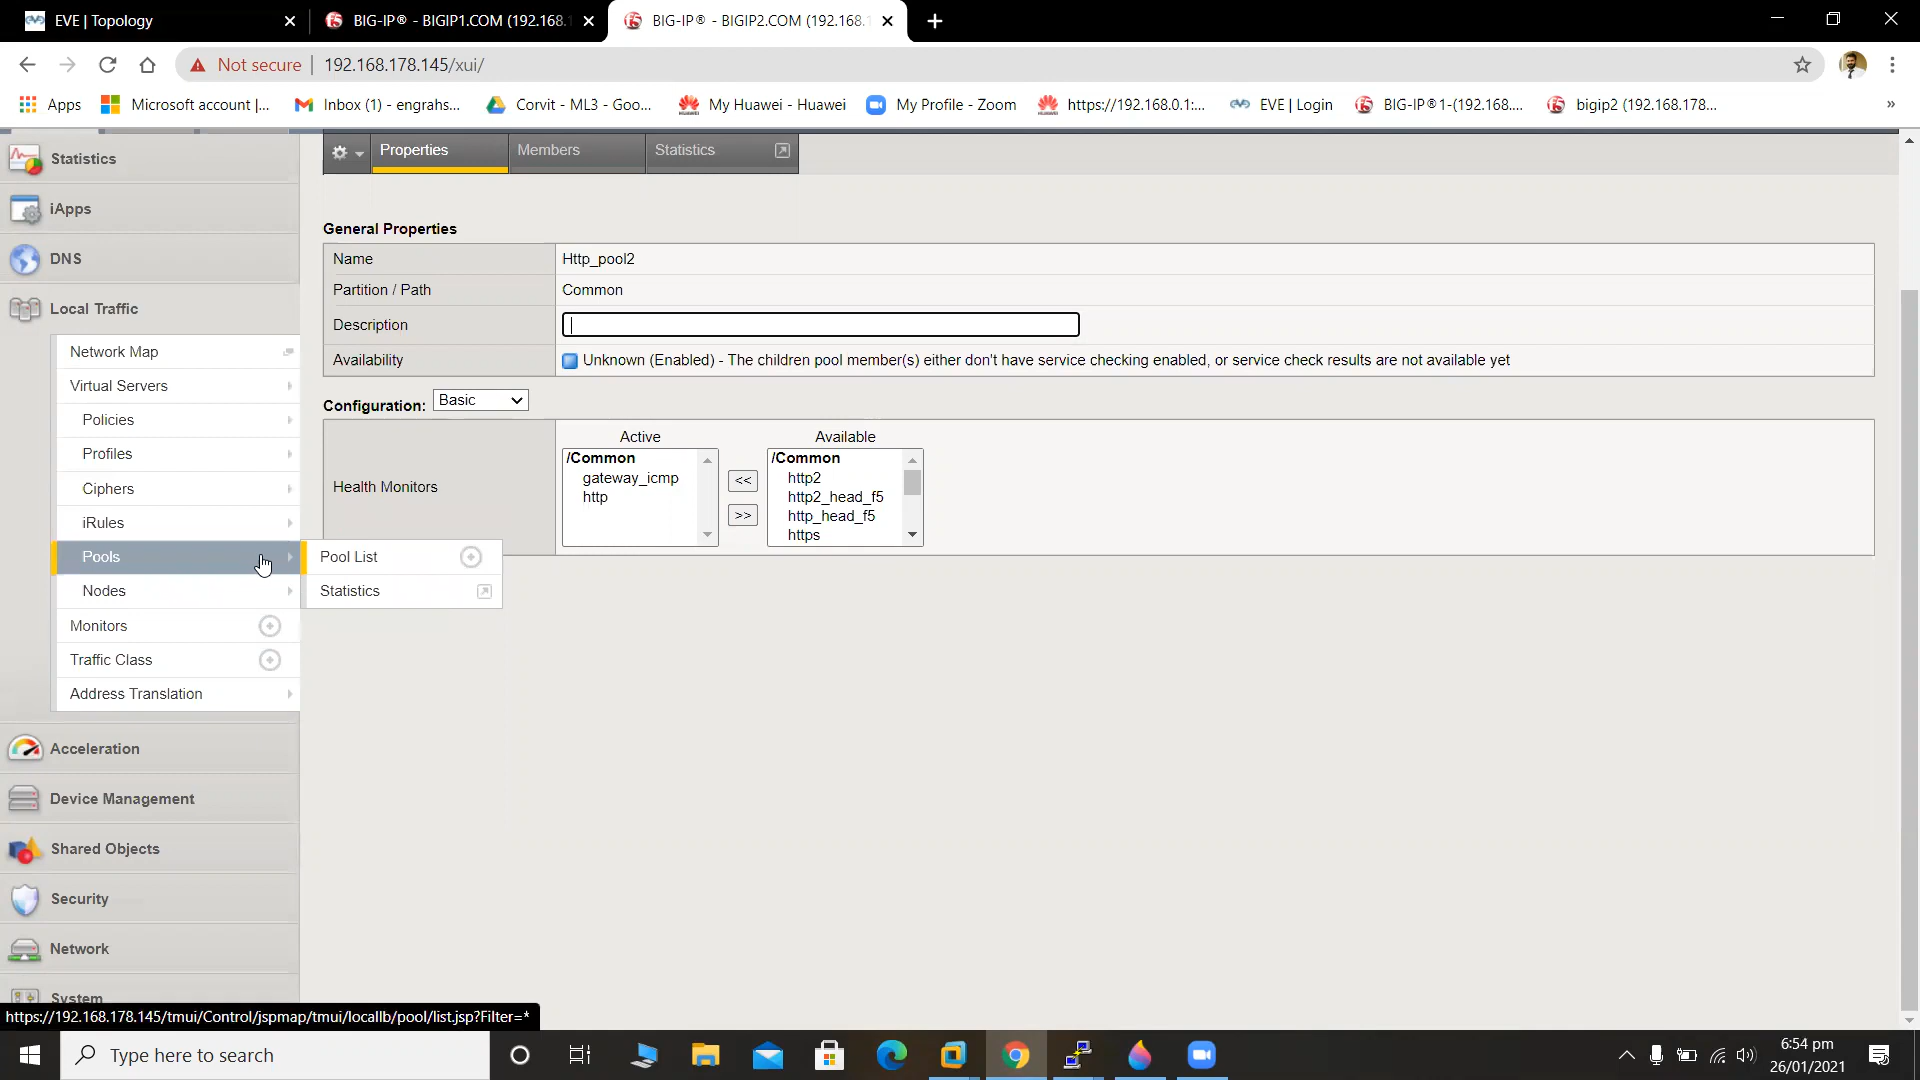 EVE | Topology
BIG-IP® - BIGIP1.COM (192.168.
BIG-IP® - BIGIP2.COM (192.168.1
Not secure
192.168.178.145/xui/
Apps
Microsoft account |...
Inbox (1) - engrahs...
Corvit - ML3 - Goo...
My Huawei - Huawei
My Profile - Zoom
https://192.168.0.1:...
EVE | Login
BIG-IP®1-(192.168....
bigip2 (192.168.178...
»
Statistics
iApps
DNS
Local Traffic
Network Map
Virtual Servers
Policies
Profiles
Ciphers
iRules
Pools
Nodes
Monitors
Traffic Class
Address Translation
Pool List
Statistics
Acceleration
Device Management
Shared Objects
Security
Network
System
Properties
Members
Statistics
General Properties
Name
Http_pool2
Partition / Path
Common
Description
Availability
Unknown (Enabled) - The children pool member(s) either don't have service checking enabled, or service check results are not available yet
Configuration: Basic
Health Monitors
Active
/Common
gateway_icmp
http
<<
>>
Available
/Common
http2
http2_head_f5
http_head_f5
https
https://192.168.178.145/tmui/Control/jspmap/tmui/locallb/pool/list.jsp?Filter=*
Type here to search
6:54 pm
26/01/2021